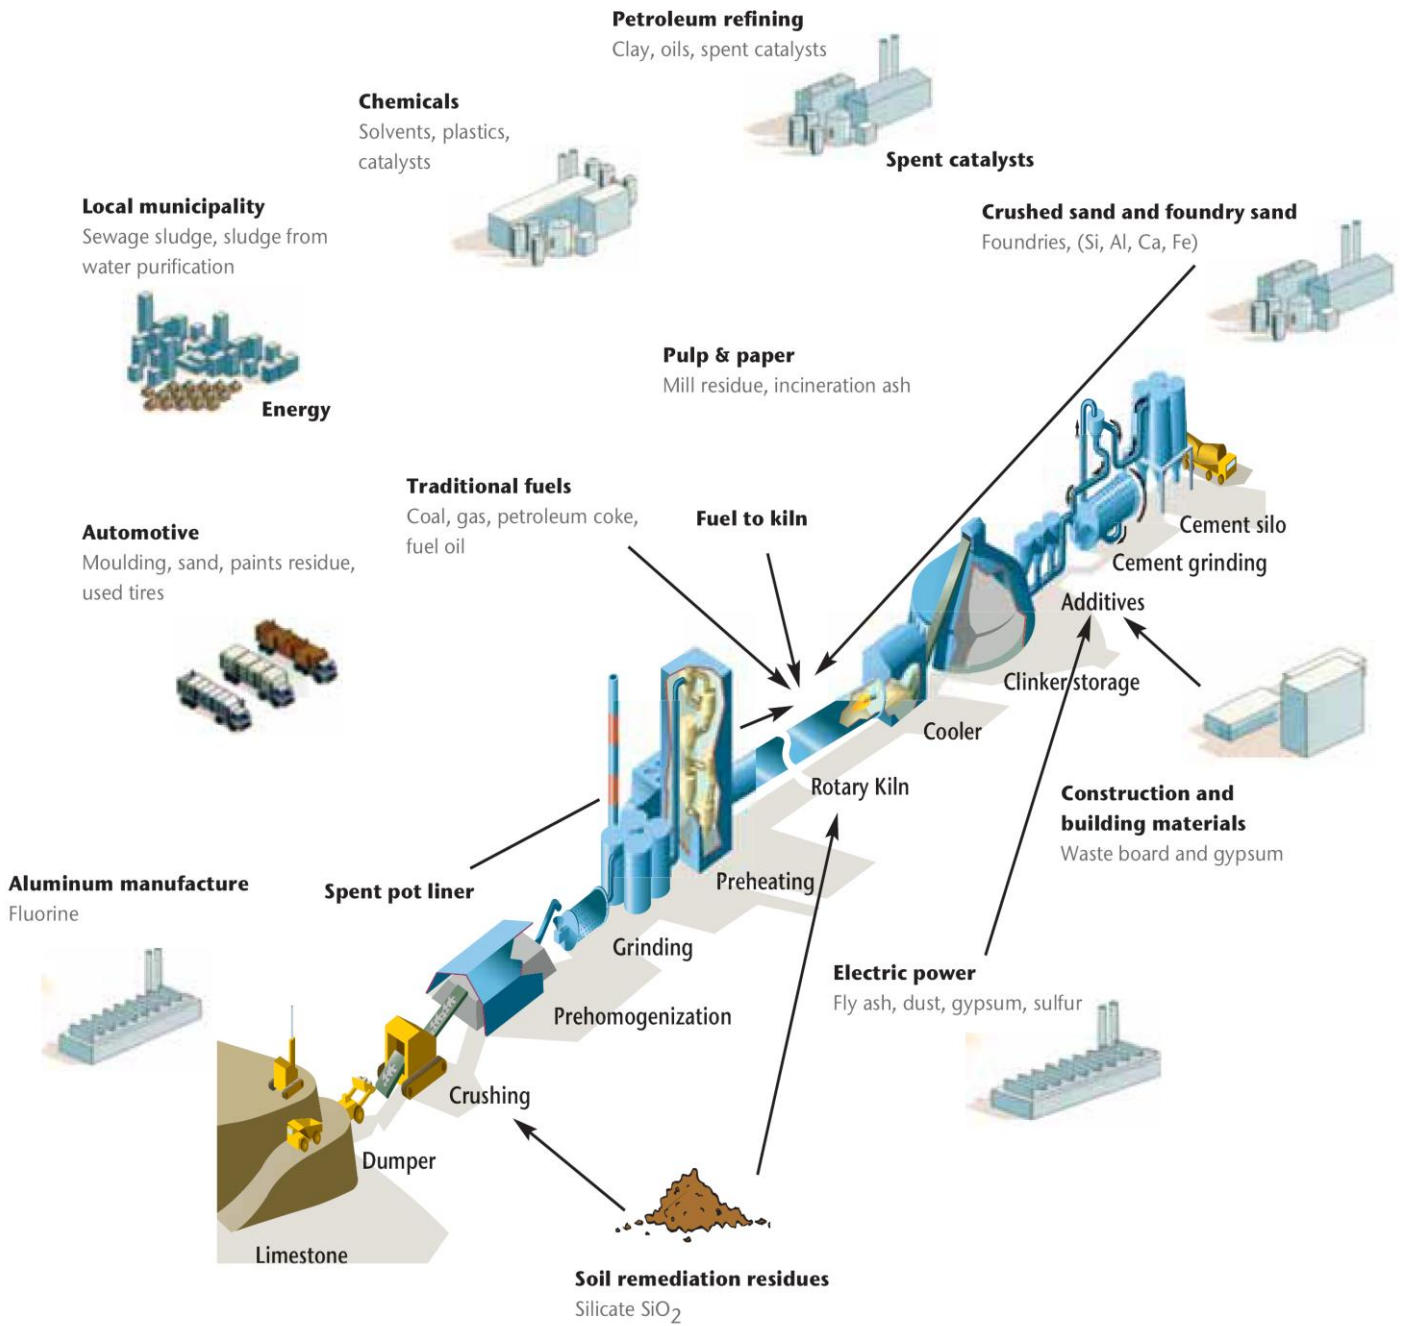 Petroleum refining
Clay, oils, spent catalysts
Chemicals
Solvents, plastics,
catalysts
Spent catalysts
Local municipality
Sewage sludge, sludge from
water purification
Crushed sand and foundry sand
Foundries, (Si, Al, Ca, Fe)
Pulp & paper
Mill residue, incineration ash
Energy
Traditional fuels
Coal, gas, petroleum coke,
fuel oil
Fuel to kiln
Automotive
Moulding, sand, paints residue,
used tires
Cement silo
Cement grinding
Additives
Clinker storage
Cooler
Rotary Kiln
Construction and
building materials
Waste board and gypsum
Preheating
Aluminum manufacture
Fluorine
Spent pot liner
Grinding
Electric power
Fly ash, dust, gypsum, sulfur
Prehomogenization
Crushing
Dumper
Limestone
Soil remediation residues
Silicate SiO2